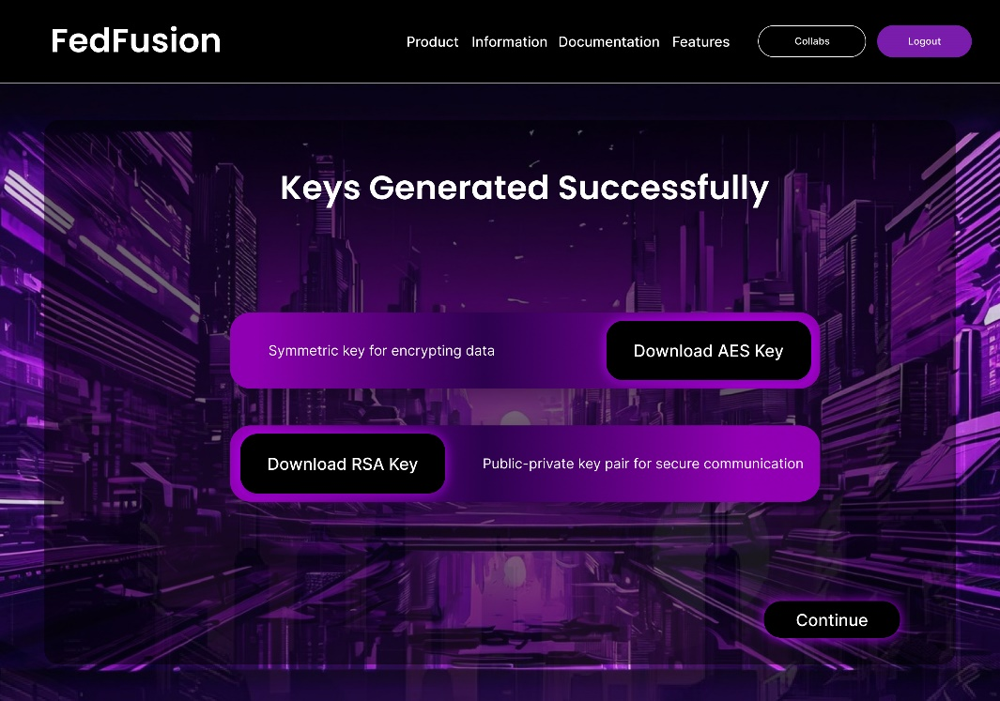 FedFusion
Product Information Documentation Features Collabs Logout
Keys Generated Successfully
Symmetric key for encrypting data Download AES Key
Download RSA Key Public-private key pair for secure communication
Continue